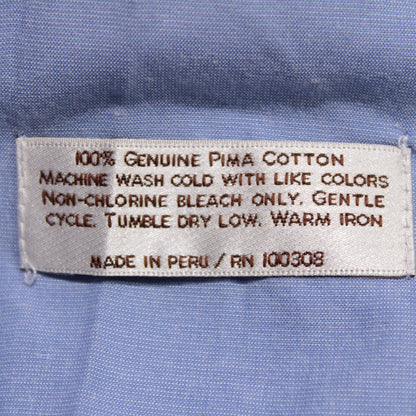 100% GENUINE PIMA COTTON
MACHINE WASH COLD WITH LIKE COLORS
NON-CHLORINE BLEACH ONLY. GENTLE
CYCLE. TUMBLE DRY LOW. WARM IRON
MADE IN PERU / RN 100308